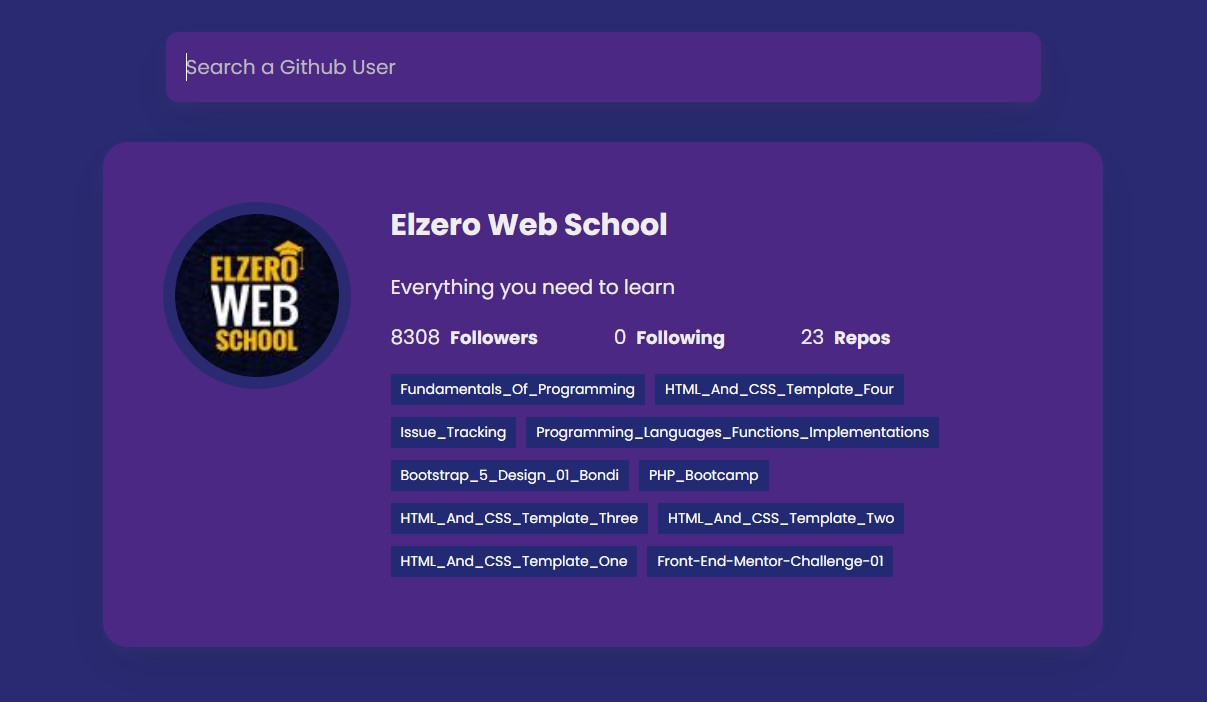 Search a Github User
ELZERO
WEB
SCHOOL
Elzero Web School
Everything you need to learn
8308 Followers 0 Following 23 Repos
Fundamentals_Of_Programming HTML_And_CSS_Template_Four
Issue_Tracking Programming_Languages_Functions_Implementations
Bootstrap_5_Design_01_Bondi PHP_Bootcamp
HTML_And_CSS_Template_Three HTML_And_CSS_Template_Two
HTML_And_CSS_Template_One Front-End-Mentor-Challenge-01